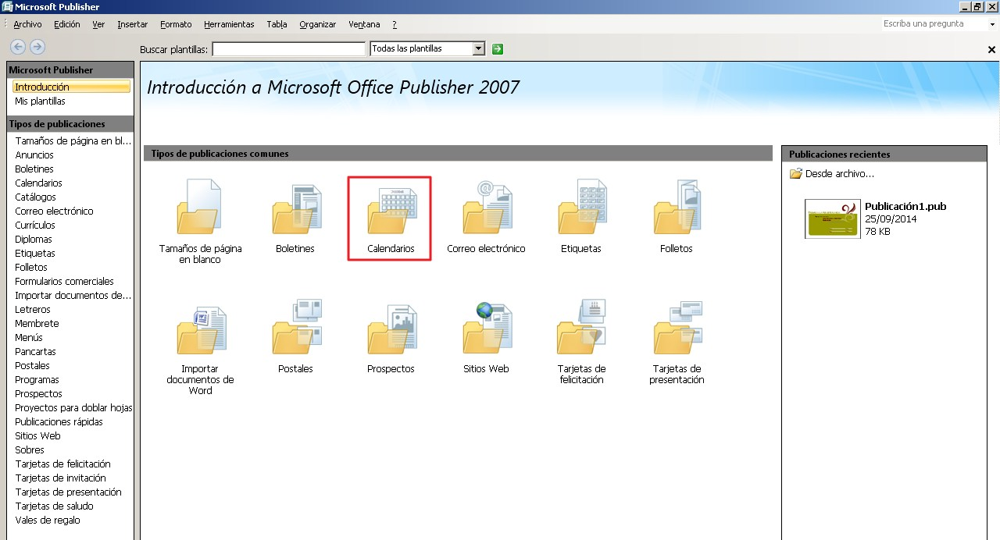 Microsoft Publisher
Archivo Edición Ver Insertar Formato Herramientas Tabla Organizar Ventana ?
Escriba una pregunta
Buscar plantillas:
Todas las plantillas
Microsoft Publisher
Introducción
Mis plantillas
Tipos de publicaciones
Tamaños de página en bl...
Anuncios
Boletines
Calendarios
Catálogos
Correo electrónico
Currículos
Diplomas
Etiquetas
Folletos
Formularios comerciales
Importar documentos de...
Letreros
Membrete
Menús
Pancartas
Postales
Programas
Prospectos
Proyectos para doblar hojas
Publicaciones rápidas
Sitios Web
Sobres
Tarjetas de felicitación
Tarjetas de invitación
Tarjetas de presentación
Tarjetas de saludo
Vales de regalo
Introducción a Microsoft Office Publisher 2007
Tipos de publicaciones comunes
Tamaños de página
en blanco
Boletines
Calendarios
Correo electrónico
Etiquetas
Folletos
Importar
documentos de
Word
Postales
Prospectos
Sitios Web
Tarjetas de
felicitación
Tarjetas de
presentación
Publicaciones recientes
Desde archivo...
Publicación1.pub
25/09/2014
78 KB